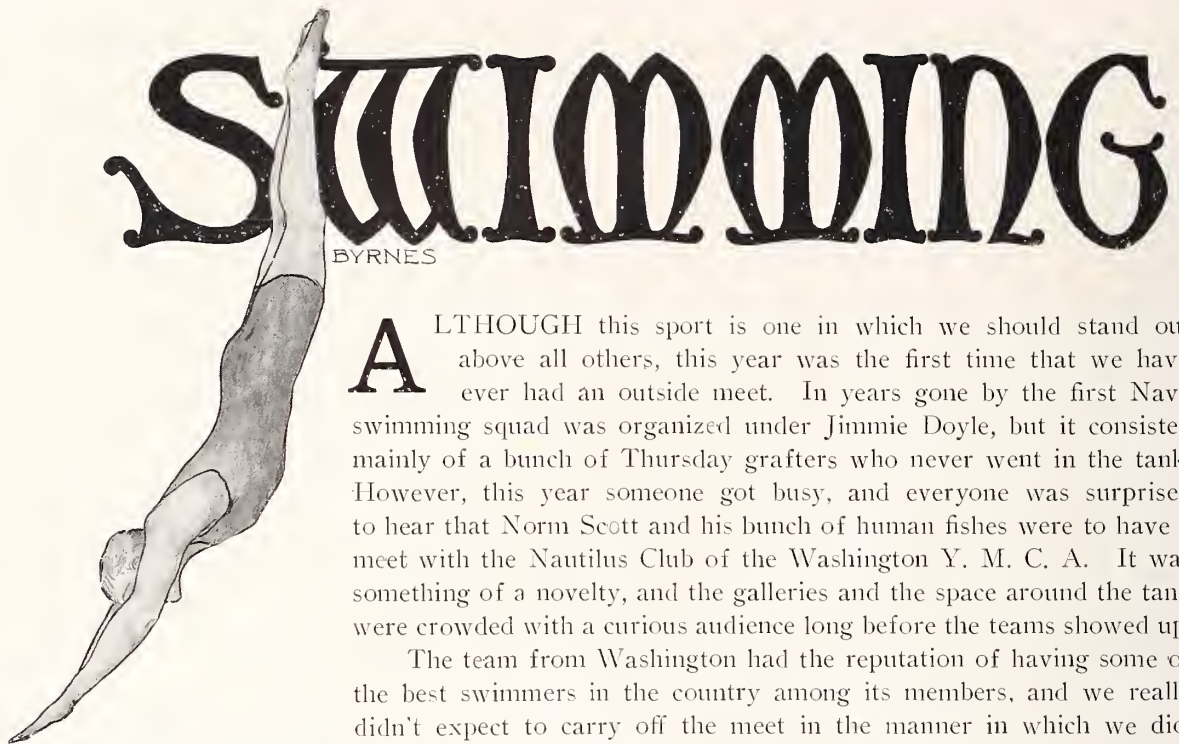 SWIMMING
BYRNES
ALTHOUGH this sport is one in which we should stand out
above all others, this year was the first time that we hav
ever had an outside meet. In years gone by the first Nav
swimming squad was organized under Jimmie Doyle, but it consiste
mainly of a bunch of Thursday grafters who never went in the tank
However, this year someone got busy, and everyone was surprise
to hear that Norm Scott and his bunch of human fishes were to have
meet with the Nautilus Club of the Washington Y. M. C. A. It wa
something of a novelty, and the galleries and the space around the tan
were crowded with a curious audience long before the teams showed up
The team from Washington had the reputation of having some o
the best swimmers in the country among its members, and we reall
didn't expect to carry off the meet in the manner in which we did